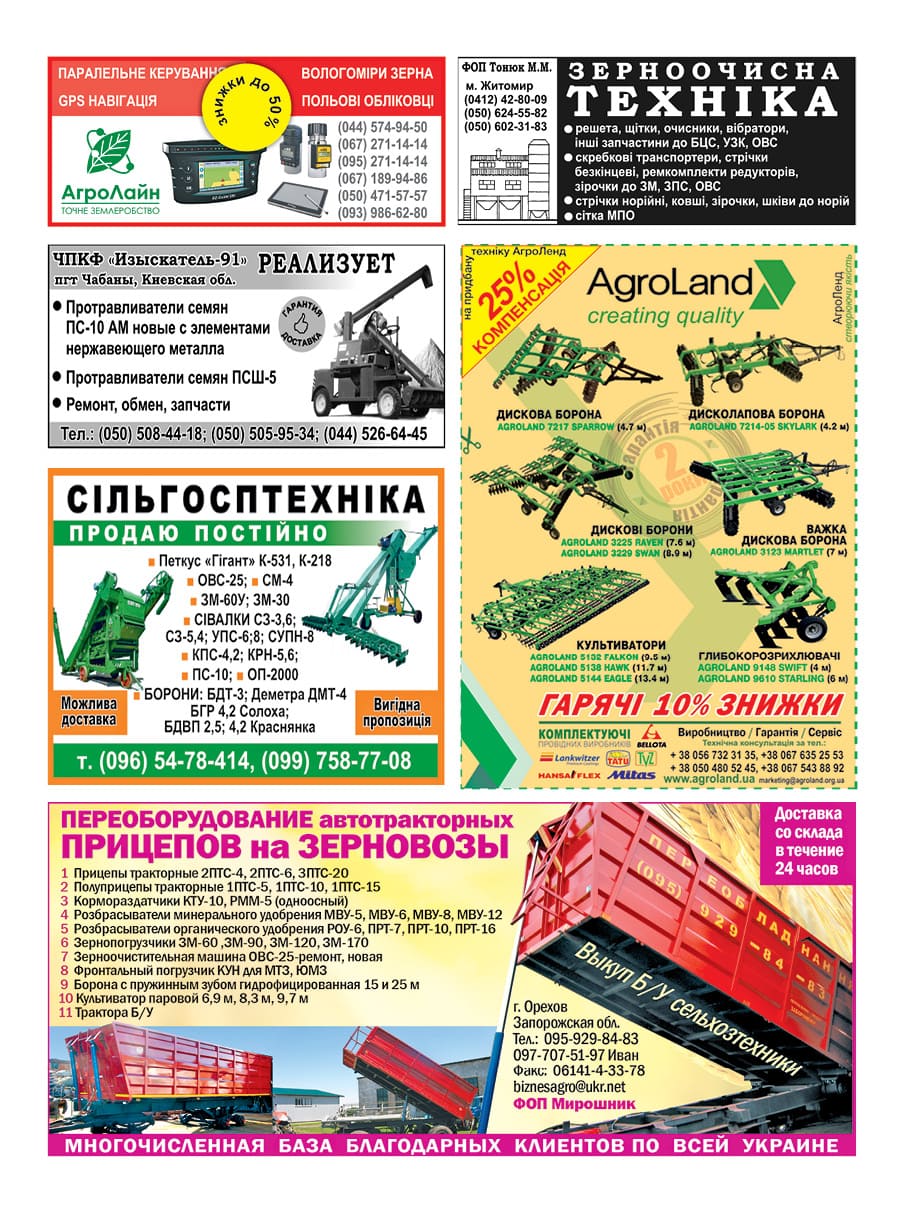 ПАРАЛЕЛЬНЕ КЕРУВАННЯ
GPS НАВІГАЦІЯ
ЗНИЖКИ ДО 50%
ВОЛОГОМІРИ ЗЕРНА
ПОЛЬОВІ ОБЛІКОВЦІ
АгроЛайн
ТОЧНЕ ЗЕМЛЕРОБСТВО
(044) 574-94-50
(067) 271-14-14
(095) 271-14-14
(067) 189-94-86
(050) 471-57-57
(093) 986-62-80
ФОП Тонюк М.М.
м. Житомир
(0412) 42-80-09
(050) 624-55-82
(050) 602-31-83
ЗЕРНООЧИСНА
ТЕХНІКА
• решета, щітки, очисники, вібратори,
інші запчастини до БЦС, УЗК, ОВС
• скребкові транспортери, стрічки
безкінцеві, ремкомплекти редукторів,
зірочки до ЗМ, ЗПС, ОВС
• стрічки норійні, ковші, зірочки, шківи до норій
• сітка МПО
ЧПКФ «Изыскатель-91»
пгт Чабаны, Киевская обл.
РЕАЛИЗУЕТ
• Протравливатели семян
ПС-10 АМ новые с элементами
нержавеющего металла
• Протравливатели семян ПСШ-5
• Ремонт, обмен, запчасти
ГАРАНТИЯ
ДОСТАВКА
Тел.: (050) 508-44-18; (050) 505-95-34; (044) 526-64-45
на придбану техніку АгроЛенд
25%
КОМПЕНСАЦІЯ
AgroLand
creating quality
АгроЛенд
створюючи якість
ДИСКОВА БОРОНА
AGROLAND 7217 SPARROW (4.7 м)
ДИСКОЛАПОВА БОРОНА
AGROLAND 7214-05 SKYLARK (4.2 м)
гарантія
2
роки
гарантія
ДИСКОВІ БОРОНИ
AGROLAND 3225 RAVEN (7.6 м)
AGROLAND 3229 SWAN (8.9 м)
ВАЖКА
ДИСКОВА БОРОНА
AGROLAND 3123 MARTLET (7 м)
КУЛЬТИВАТОРИ
AGROLAND 5132 FALKON (9.5 м)
AGROLAND 5138 HAWK (11.7 м)
AGROLAND 5144 EAGLE (13.4 м)
ГЛИБОКОРОЗРИХЛЮВАЧІ
AGROLAND 9148 SWIFT (4 м)
AGROLAND 9610 STARLING (6 м)
ГАРЯЧІ 10% ЗНИЖКИ
КОМПЛЕКТУЮЧІ
ПРОВІДНИХ ВИРОБНИКІВ
BELLOTA
Lankwitzer
TATU
TVZ
HANSA FLEX
Mitas
Виробництво / Гарантія / Сервіс
Технічна консультація за тел.:
+ 38 056 732 31 35, +38 067 635 25 53
+ 38 050 480 52 45, +38 067 543 88 92
www.agroland.ua marketing@agroland.org.ua
СІЛЬГОСПТЕХНІКА
ПРОДАЮ ПОСТІЙНО
Петкус «Гігант» К-531, К-218
ОВС-25; СМ-4
ЗМ-60У; ЗМ-30
СІВАЛКИ СЗ-3,6;
СЗ-5,4; УПС-6;8; СУПН-8
КПС-4,2; КРН-5,6;
ПС-10; ОП-2000
БОРОНИ: БДТ-3; Деметра ДМТ-4
БГР 4,2 Солоха;
БДВП 2,5; 4,2 Краснянка
Можлива
доставка
Вигідна
пропозиція
т. (096) 54-78-414, (099) 758-77-08
ПЕРЕОБОРУДОВАНИЕ автотракторных
ПРИЦЕПОВ на ЗЕРНОВОЗЫ
1 Прицепы тракторные 2ПТС-4, 2ПТС-6, 3ПТС-20
2 Полуприцепы тракторные 1ПТС-5, 1ПТС-10, 1ПТС-15
3 Кормораздатчики КТУ-10, РММ-5 (одноосный)
4 Розбрасыватели минерального удобрения МВУ-5, МВУ-6, МВУ-8, МВУ-12
5 Розбрасыватели органического удобрения РОУ-6, ПРТ-7, ПРТ-10, ПРТ-16
6 Зернопогрузчики ЗМ-60 ,ЗМ-90, ЗМ-120, ЗМ-170
7 Зерноочистительная машина ОВС-25-ремонт, новая
8 Фронтальный погрузчик КУН для МТЗ, ЮМЗ
9 Борона с пружинным зубом гидрофицированная 15 и 25 м
10 Культиватор паровой 6,9 м, 8,3 м, 9,7 м
11 Трактора Б/У
Доставка
со склада
в течение
24 часов
ПЕРЕОБЛАДНАНН
(095) 929-84-83
Выкуп Б/У сельхозтехники
г. Орехов
Запорожская обл.
Тел.: 095-929-84-83
097-707-51-97 Иван
Факс: 06141-4-33-78
biznesagro@ukr.net
ФОП Мирошник
МНОГОЧИСЛЕННАЯ БАЗА БЛАГОДАРНЫХ КЛИЕНТОВ ПО ВСЕЙ УКРАИНЕ